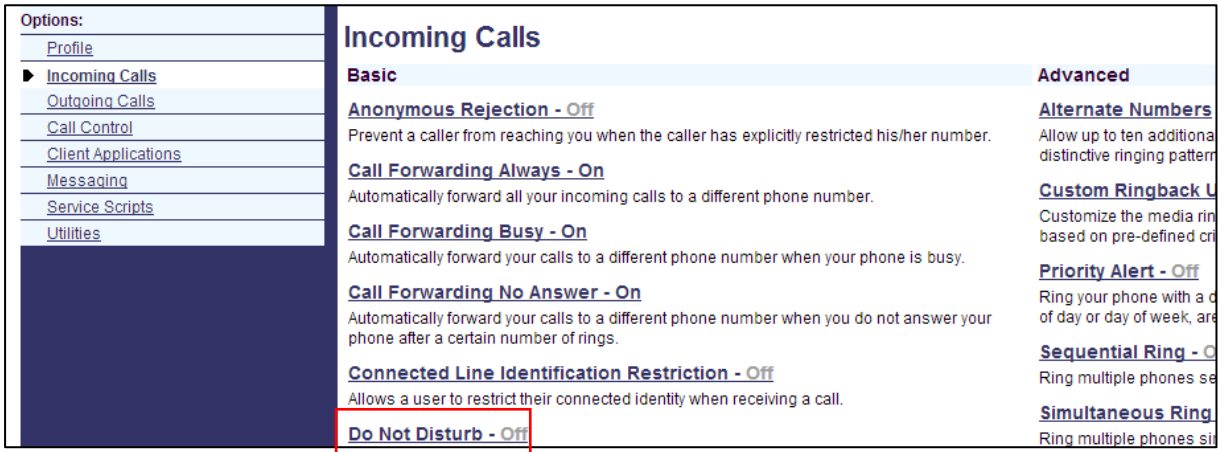 Options:
Profile
Incoming Calls
Outgoing Calls
Call Control
Client Applications
Messaging
Service Scripts
Utilities
Incoming Calls
Basic
Anonymous Rejection - Off
Prevent a caller from reaching you when the caller has explicitly restricted his/her number.
Call Forwarding Always - On
Automatically forward all your incoming calls to a different phone number.
Call Forwarding Busy - On
Automatically forward your calls to a different phone number when your phone is busy.
Call Forwarding No Answer - On
Automatically forward your calls to a different phone number when you do not answer your
phone after a certain number of rings.
Connected Line Identification Restriction - Off
Allows a user to restrict their connected identity when receiving a call.
Do Not Disturb - Off
Advanced
Alternate Numbers
Allow up to ten additiona
distinctive ringing pattern
Custom Ringback U
Customize the media rin
based on pre-defined cri
Priority Alert - Off
Ring your phone with a d
of day or day of week, are
Sequential Ring - O
Ring multiple phones se
Simultaneous Ring
Ring multiple phones sin